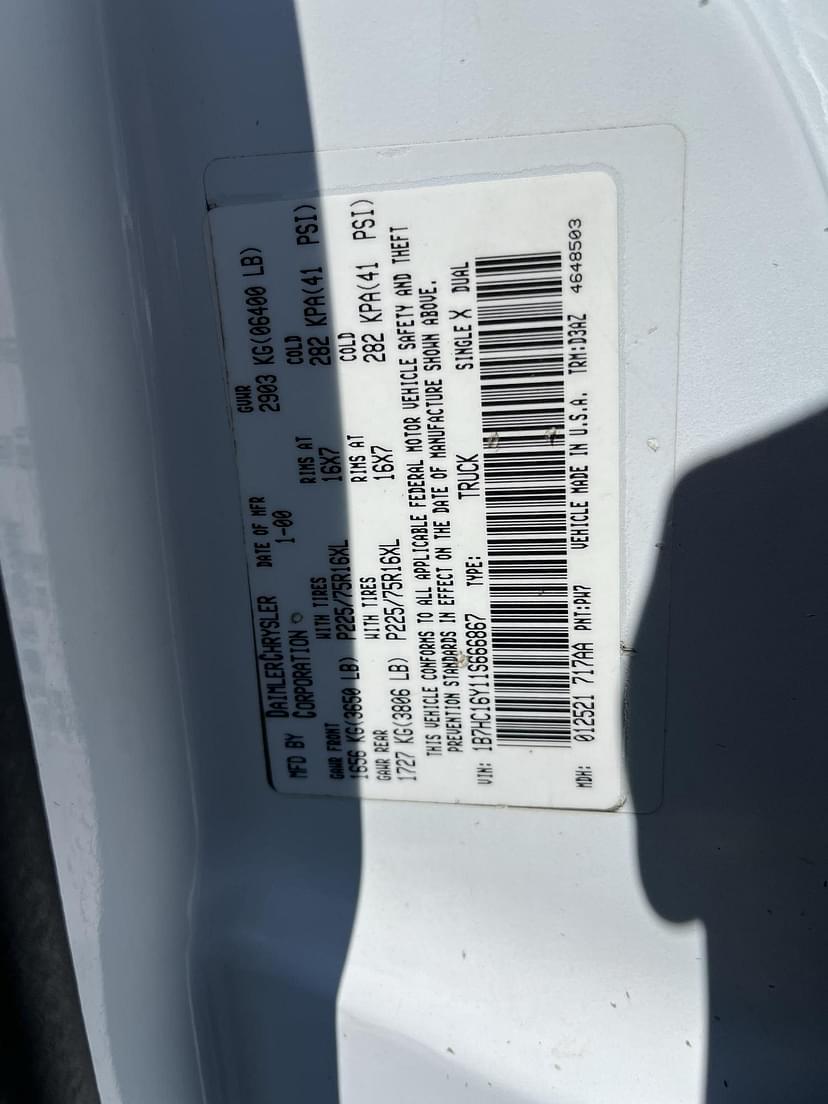 MFD BY DAIMLERCHRYSLER CORPORATION
DATE OF MFR 1-00
GVWR 2903 KG(06400 LB)
GAWR FRONT WITH TIRES RIMS AT COLD
1656 KG(3650 LB) P225/75R16XL 16X7 282 KPA(41 PSI)
GAWR REAR WITH TIRES RIMS AT COLD
1727 KG(3806 LB) P225/75R16XL 16X7 282 KPA(41 PSI)
THIS VEHICLE CONFORMS TO ALL APPLICABLE FEDERAL MOTOR VEHICLE SAFETY AND THEFT
PREVENTION STANDARDS IN EFFECT ON THE DATE OF MANUFACTURE SHOWN ABOVE.
VIN: 1B7HC16Y11S666867 TYPE: TRUCK SINGLE X DUAL
MDH: 012521 717AA PNT:PW7 VEHICLE MADE IN U.S.A. TRM:D3AZ 4648503